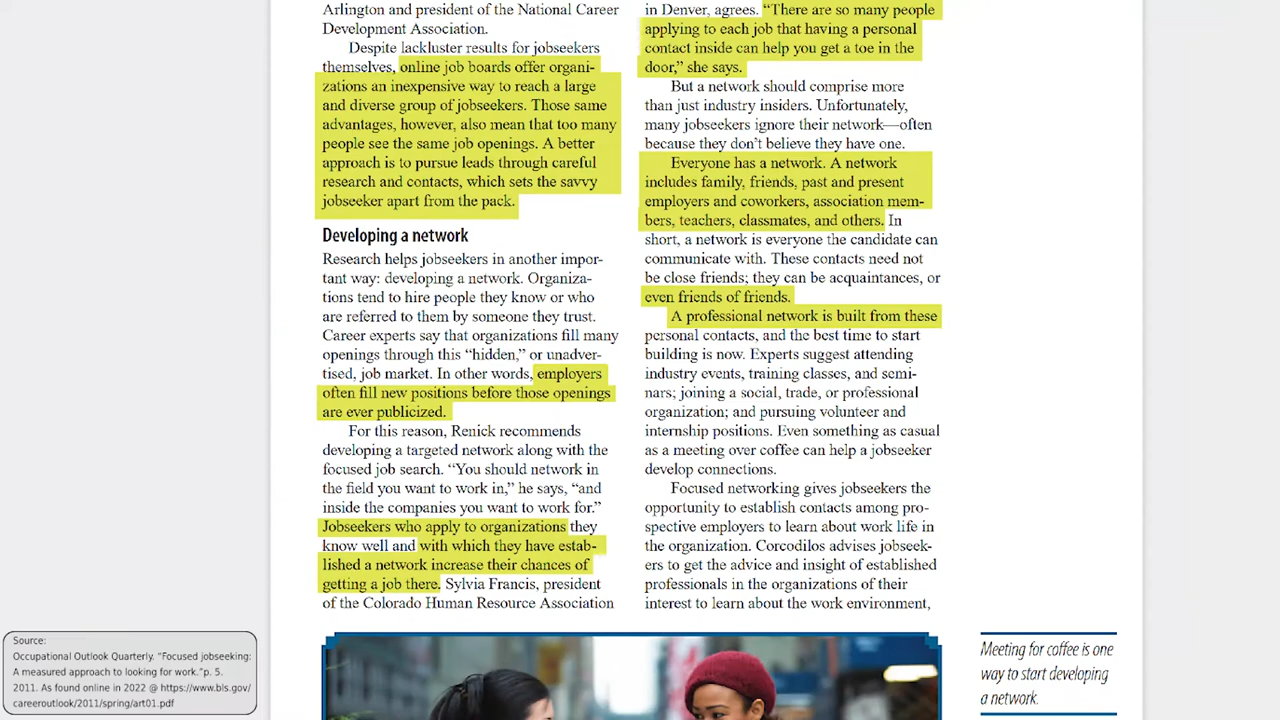 Arlington and president of the National Career
Development Association.
Despite lackluster results for jobseekers
themselves, online job boards offer organi-
zations an inexpensive way to reach a large
and diverse group of jobseekers. Those same
advantages, however, also mean that too many
people see the same job openings. A better
approach is to pursue leads through careful
research and contacts, which sets the savvy
jobseeker apart from the pack.
Developing a network
Research helps jobseekers in another impor-
tant way: developing a network. Organiza-
tions tend to hire people they know or who
are referred to them by someone they trust.
Career experts say that organizations fill many
openings through this “hidden,” or unadver-
tised, job market. In other words, employers
often fill new positions before those openings
are ever publicized.
For this reason, Renick recommends
developing a targeted network along with the
focused job search. “You should network in
the field you want to work in,” he says, “and
inside the companies you want to work for.”
Jobseekers who apply to organizations they
know well and with which they have estab-
lished a network increase their chances of
getting a job there. Sylvia Francis, president
of the Colorado Human Resource Association
in Denver, agrees. “There are so many people
applying to each job that having a personal
contact inside can help you get a toe in the
door,” she says.
But a network should comprise more
than just industry insiders. Unfortunately,
many jobseekers ignore their network—often
because they don’t believe they have one.
Everyone has a network. A network
includes family, friends, past and present
employers and coworkers, association mem-
bers, teachers, classmates, and others. In
short, a network is everyone the candidate can
communicate with. These contacts need not
be close friends; they can be acquaintances, or
even friends of friends.
A professional network is built from these
personal contacts, and the best time to start
building is now. Experts suggest attending
industry events, training classes, and semi-
nars; joining a social, trade, or professional
organization; and pursuing volunteer and
internship positions. Even something as casual
as a meeting over coffee can help a jobseeker
develop connections.
Focused networking gives jobseekers the
opportunity to establish contacts among pro-
spective employers to learn about work life in
the organization. Corcodilos advises jobseek-
ers to get the advice and insight of established
professionals in the organizations of their
interest to learn about the work environment,
Meeting for coffee is one
way to start developing
a network.
Source:
Occupational Outlook Quarterly. "Focused jobseeking:
A measured approach to looking for work."p. 5.
2011. As found online in 2022 @ https://www.bls.gov/
careeroutlook/2011/spring/art01.pdf